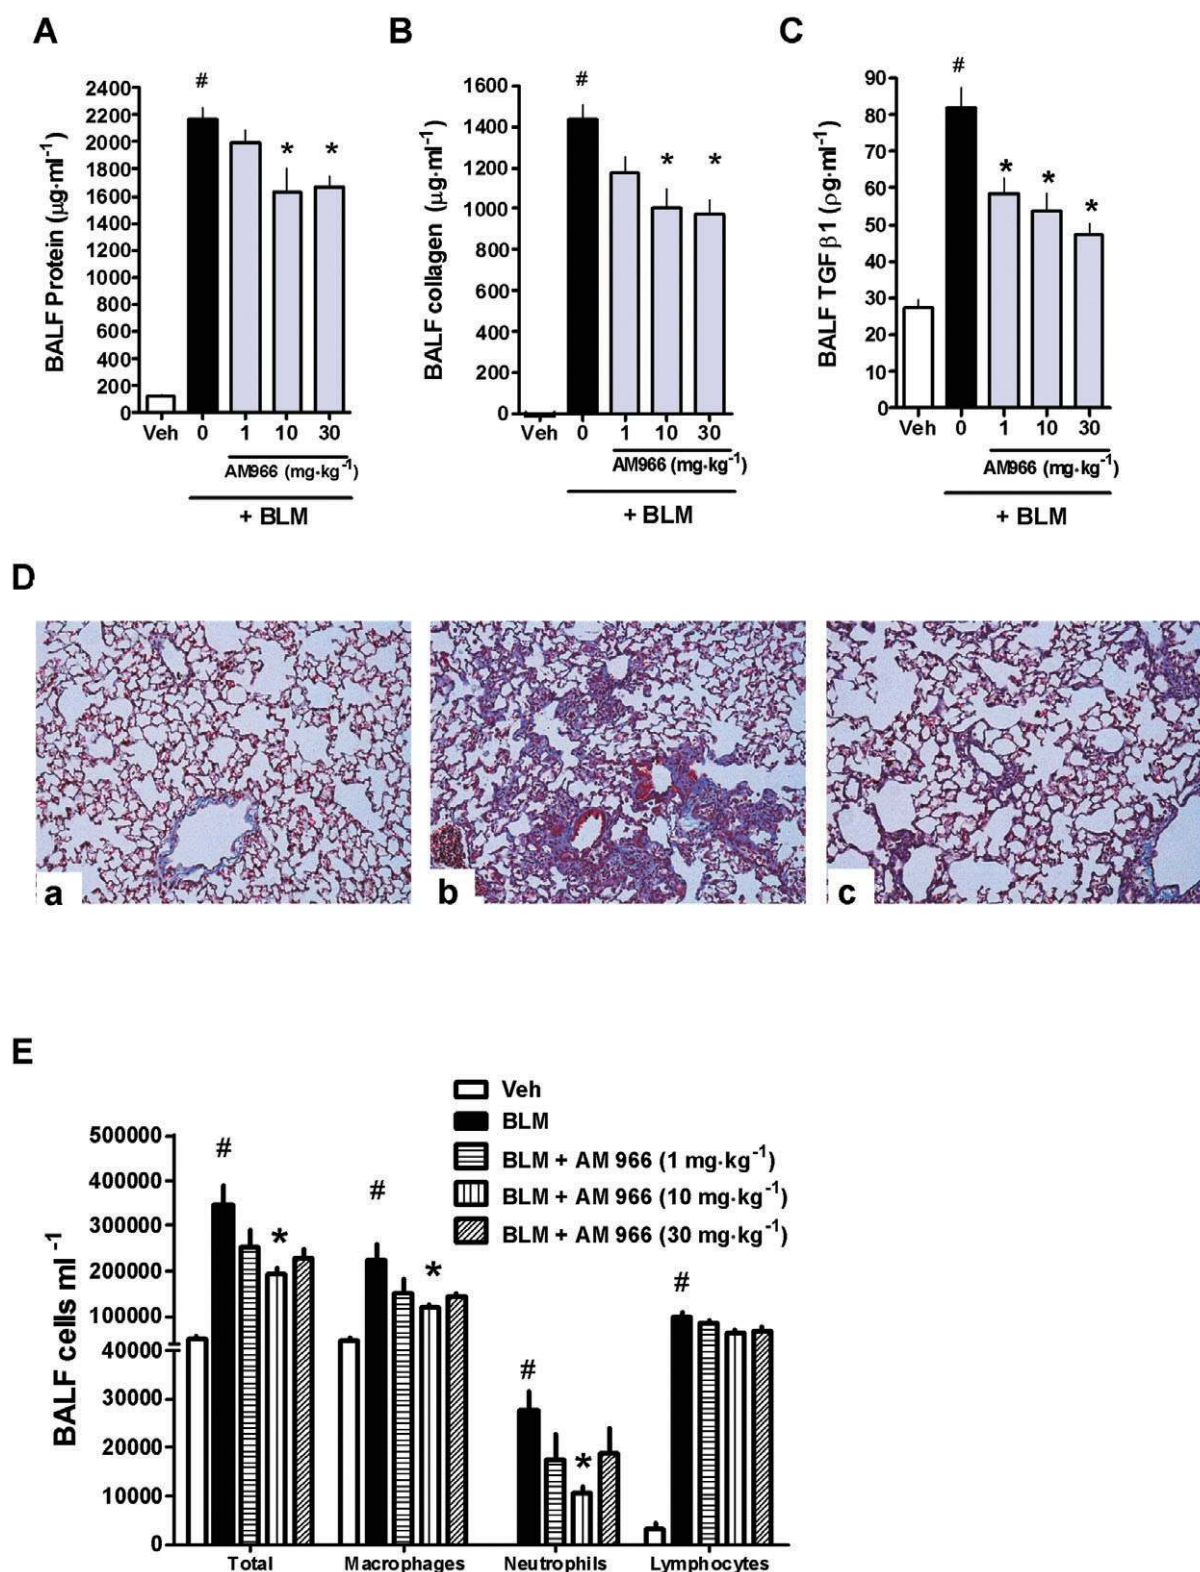 A
BALF Protein (µg·ml⁻¹)
#
* *
2400
2200
2000
1800
1600
1400
1200
1000
800
600
400
200
0
Veh 0 1 10 30
AM966 (mg·kg⁻¹)
+ BLM
B
BALF collagen (µg·ml⁻¹)
#
* *
1600
1400
1200
1000
800
600
400
200
0
Veh 0 1 10 30
AM966 (mg·kg⁻¹)
+ BLM
C
BALF TGF β1 (ρg·ml⁻¹)
#
* * *
90
80
70
60
50
40
30
20
10
0
Veh 0 1 10 30
AM966 (mg·kg⁻¹)
+ BLM
D
a b c
E
Veh
BLM
BLM + AM 966 (1 mg·kg⁻¹)
BLM + AM 966 (10 mg·kg⁻¹)
BLM + AM 966 (30 mg·kg⁻¹)
BALF cells ml⁻¹
500000
400000
300000
200000
100000
40000
30000
20000
10000
0
# * # * # * #
Total Macrophages Neutrophils Lymphocytes